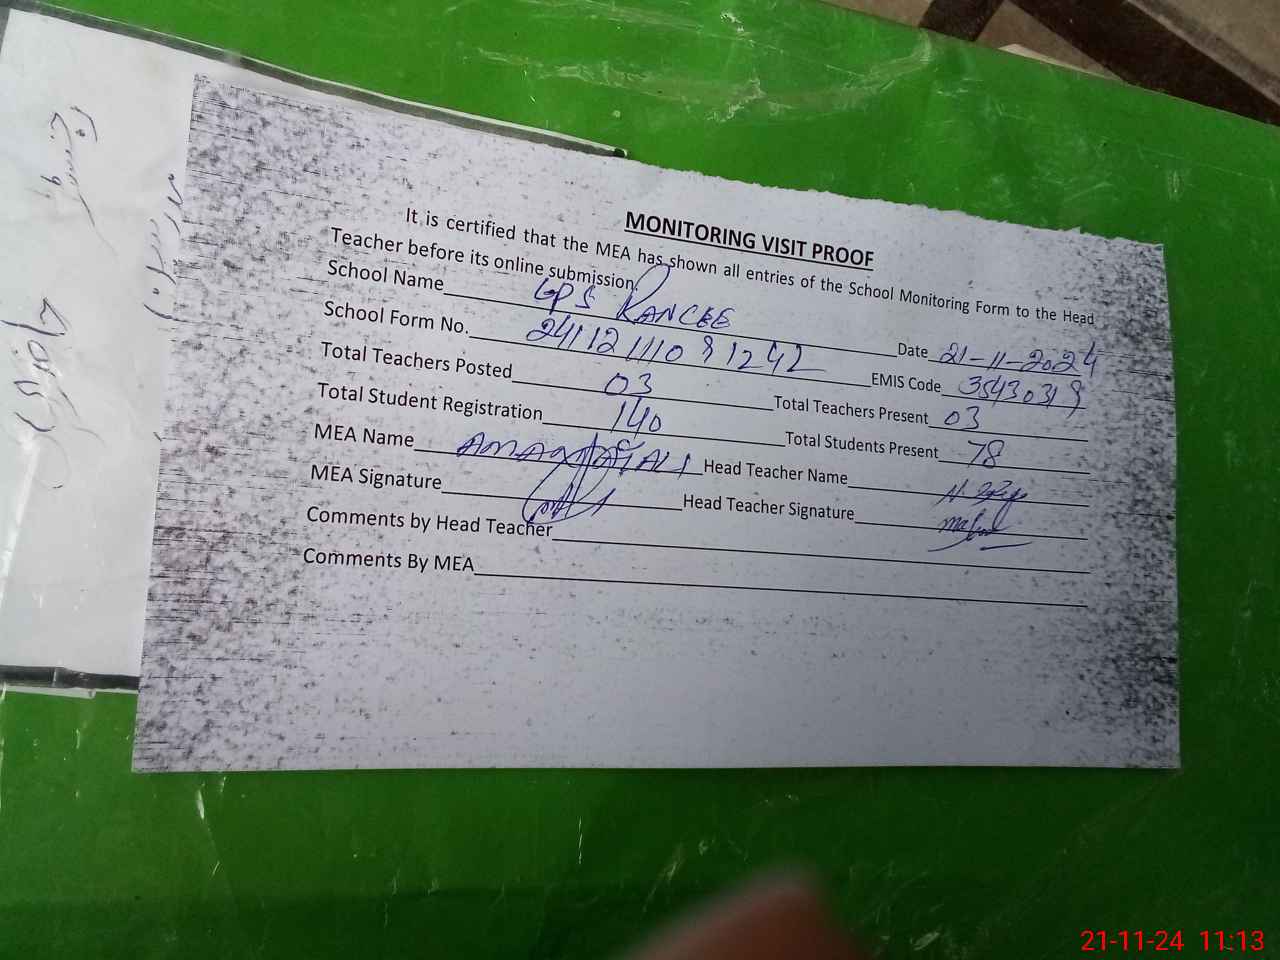 MONITORING VISIT PROOF
It is certified that the MEA has shown all entries of the School Monitoring Form to the Head
Teacher before its online submission.
School Name GPS RANCEE Date 21-11-2024
School Form No. EMIS Code 35430319
Total Teachers Posted 03 Total Teachers Present 03
Total Student Registration 140 Total Students Present 78
MEA Name ALI Head Teacher Name
MEA Signature Head Teacher Signature
Comments by Head Teacher
Comments By MEA
21-11-24 11:13